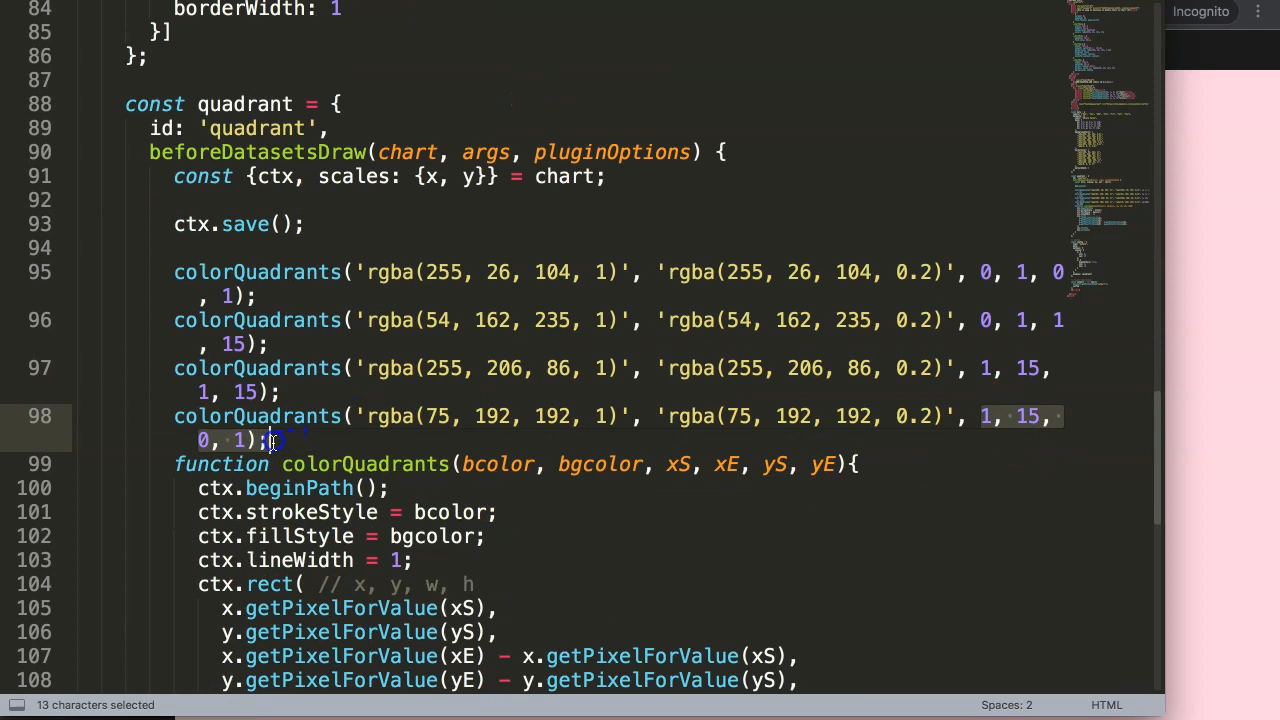 84 borderWidth: 1
Incognito
85 }]
86 };
87
88 const quadrant = {
89 id: 'quadrant',
90 beforeDatasetsDraw(chart, args, pluginOptions) {
91 const {ctx, scales: {x, y}} = chart;
92
93 ctx.save();
94
95 colorQuadrants('rgba(255, 26, 104, 1)', 'rgba(255, 26, 104, 0.2)', 0, 1, 0
, 1);
96 colorQuadrants('rgba(54, 162, 235, 1)', 'rgba(54, 162, 235, 0.2)', 0, 1, 1
, 15);
97 colorQuadrants('rgba(255, 206, 86, 1)', 'rgba(255, 206, 86, 0.2)', 1, 15,
1, 15);
98 colorQuadrants('rgba(75, 192, 192, 1)', 'rgba(75, 192, 192, 0.2)', 1, 15,
0, 1);
99 function colorQuadrants(bcolor, bgcolor, xS, xE, yS, yE){
100 ctx.beginPath();
101 ctx.strokeStyle = bcolor;
102 ctx.fillStyle = bgcolor;
103 ctx.lineWidth = 1;
104 ctx.rect( // x, y, w, h
105 x.getPixelForValue(xS),
106 y.getPixelForValue(yS),
107 x.getPixelForValue(xE) - x.getPixelForValue(xS),
108 y.getPixelForValue(yE) - y.getPixelForValue(yS),
13 characters selected
Spaces: 2
HTML